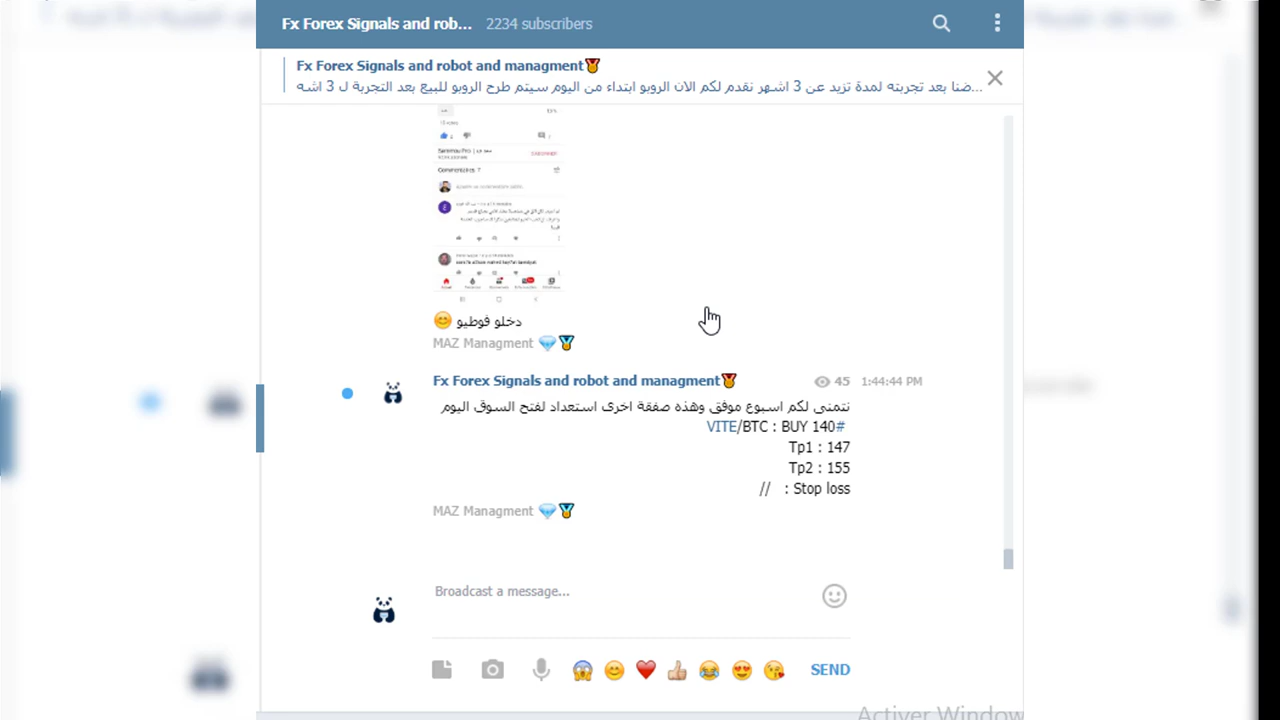 Fx Forex Signals and rob... 2234 subscribers
Fx Forex Signals and robot and managment🏅
...ضنا بعد تجربته لمدة تزيد عن 3 اشهر نقدم لكم الان الروبو ابتداء من اليوم سيتم طرح الروبو للبيع بعد التجربة ل 3 اشه
Commentaires
دخلو فوطيو 😊
MAZ Managment 💎🏅
Fx Forex Signals and robot and managment🏅 45 1:44:44 PM
نتمنى لكم اسبوع موفق وهذه صفقة اخرى استعداد لفتح السوق اليوم
#VITE/BTC : BUY 140
Tp1 : 147
Tp2 : 155
Stop loss : //
MAZ Managment 💎🏅
Broadcast a message...
SEND
Activer Window